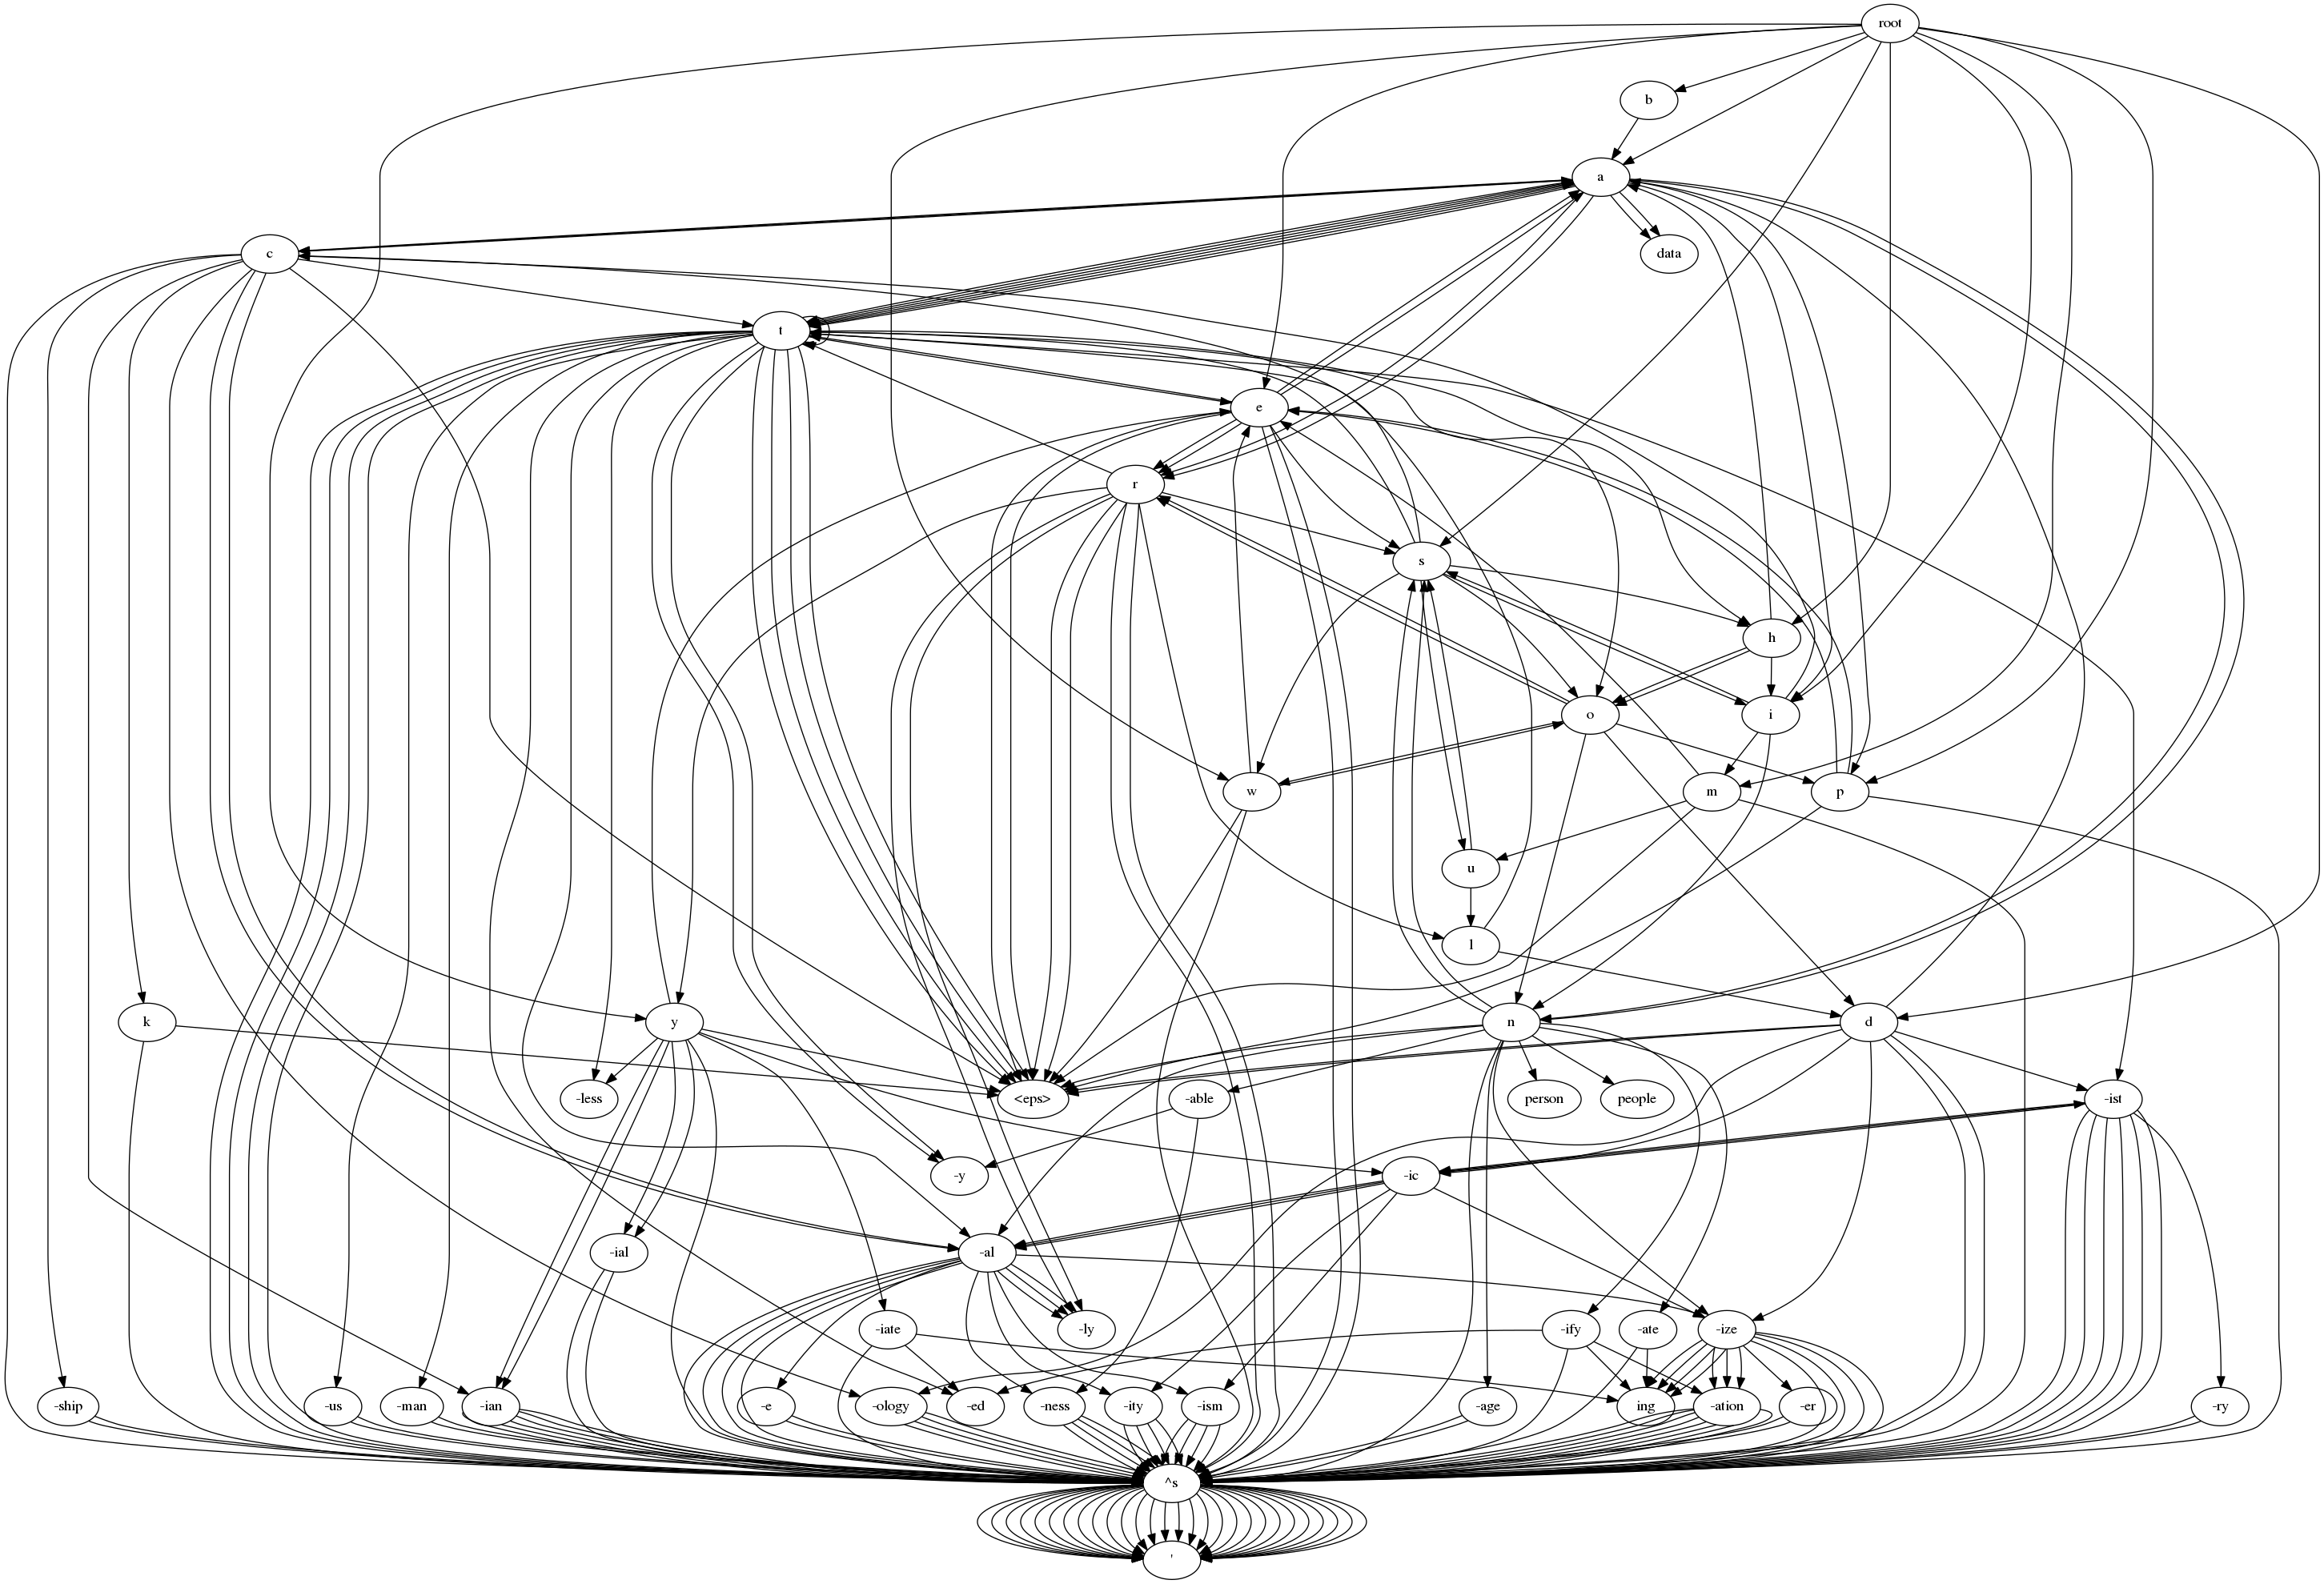 root
b
a
c
data
t
e
r
s
h
o
i
w
m
p
u
l
k
y
n
d
-less
<eps>
-able
person
people
-ist
-y
-ic
-ial
-al
-iate
-ly
-ify
-ate
-ize
-ship
-us
-man
-ian
-e
-ology
-ed
-ness
-ity
-ism
-age
ing
-ation
-er
-ry
^s
'